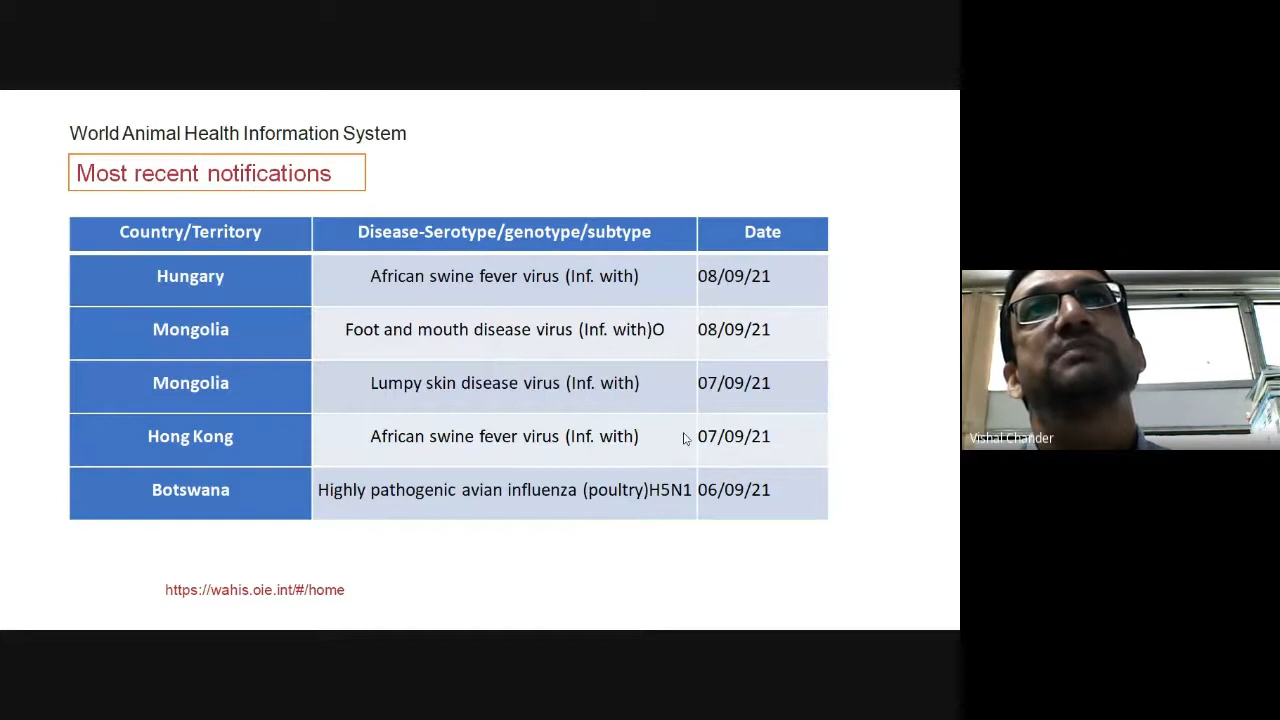 World Animal Health Information System
Most recent notifications
Country/Territory Disease-Serotype/genotype/subtype Date
Hungary African swine fever virus (Inf. with) 08/09/21
Mongolia Foot and mouth disease virus (Inf. with)O 08/09/21
Mongolia Lumpy skin disease virus (Inf. with) 07/09/21
Hong Kong African swine fever virus (Inf. with) 07/09/21
Botswana Highly pathogenic avian influenza (poultry)H5N1 06/09/21
https://wahis.oie.int/#/home
Vishal Chander